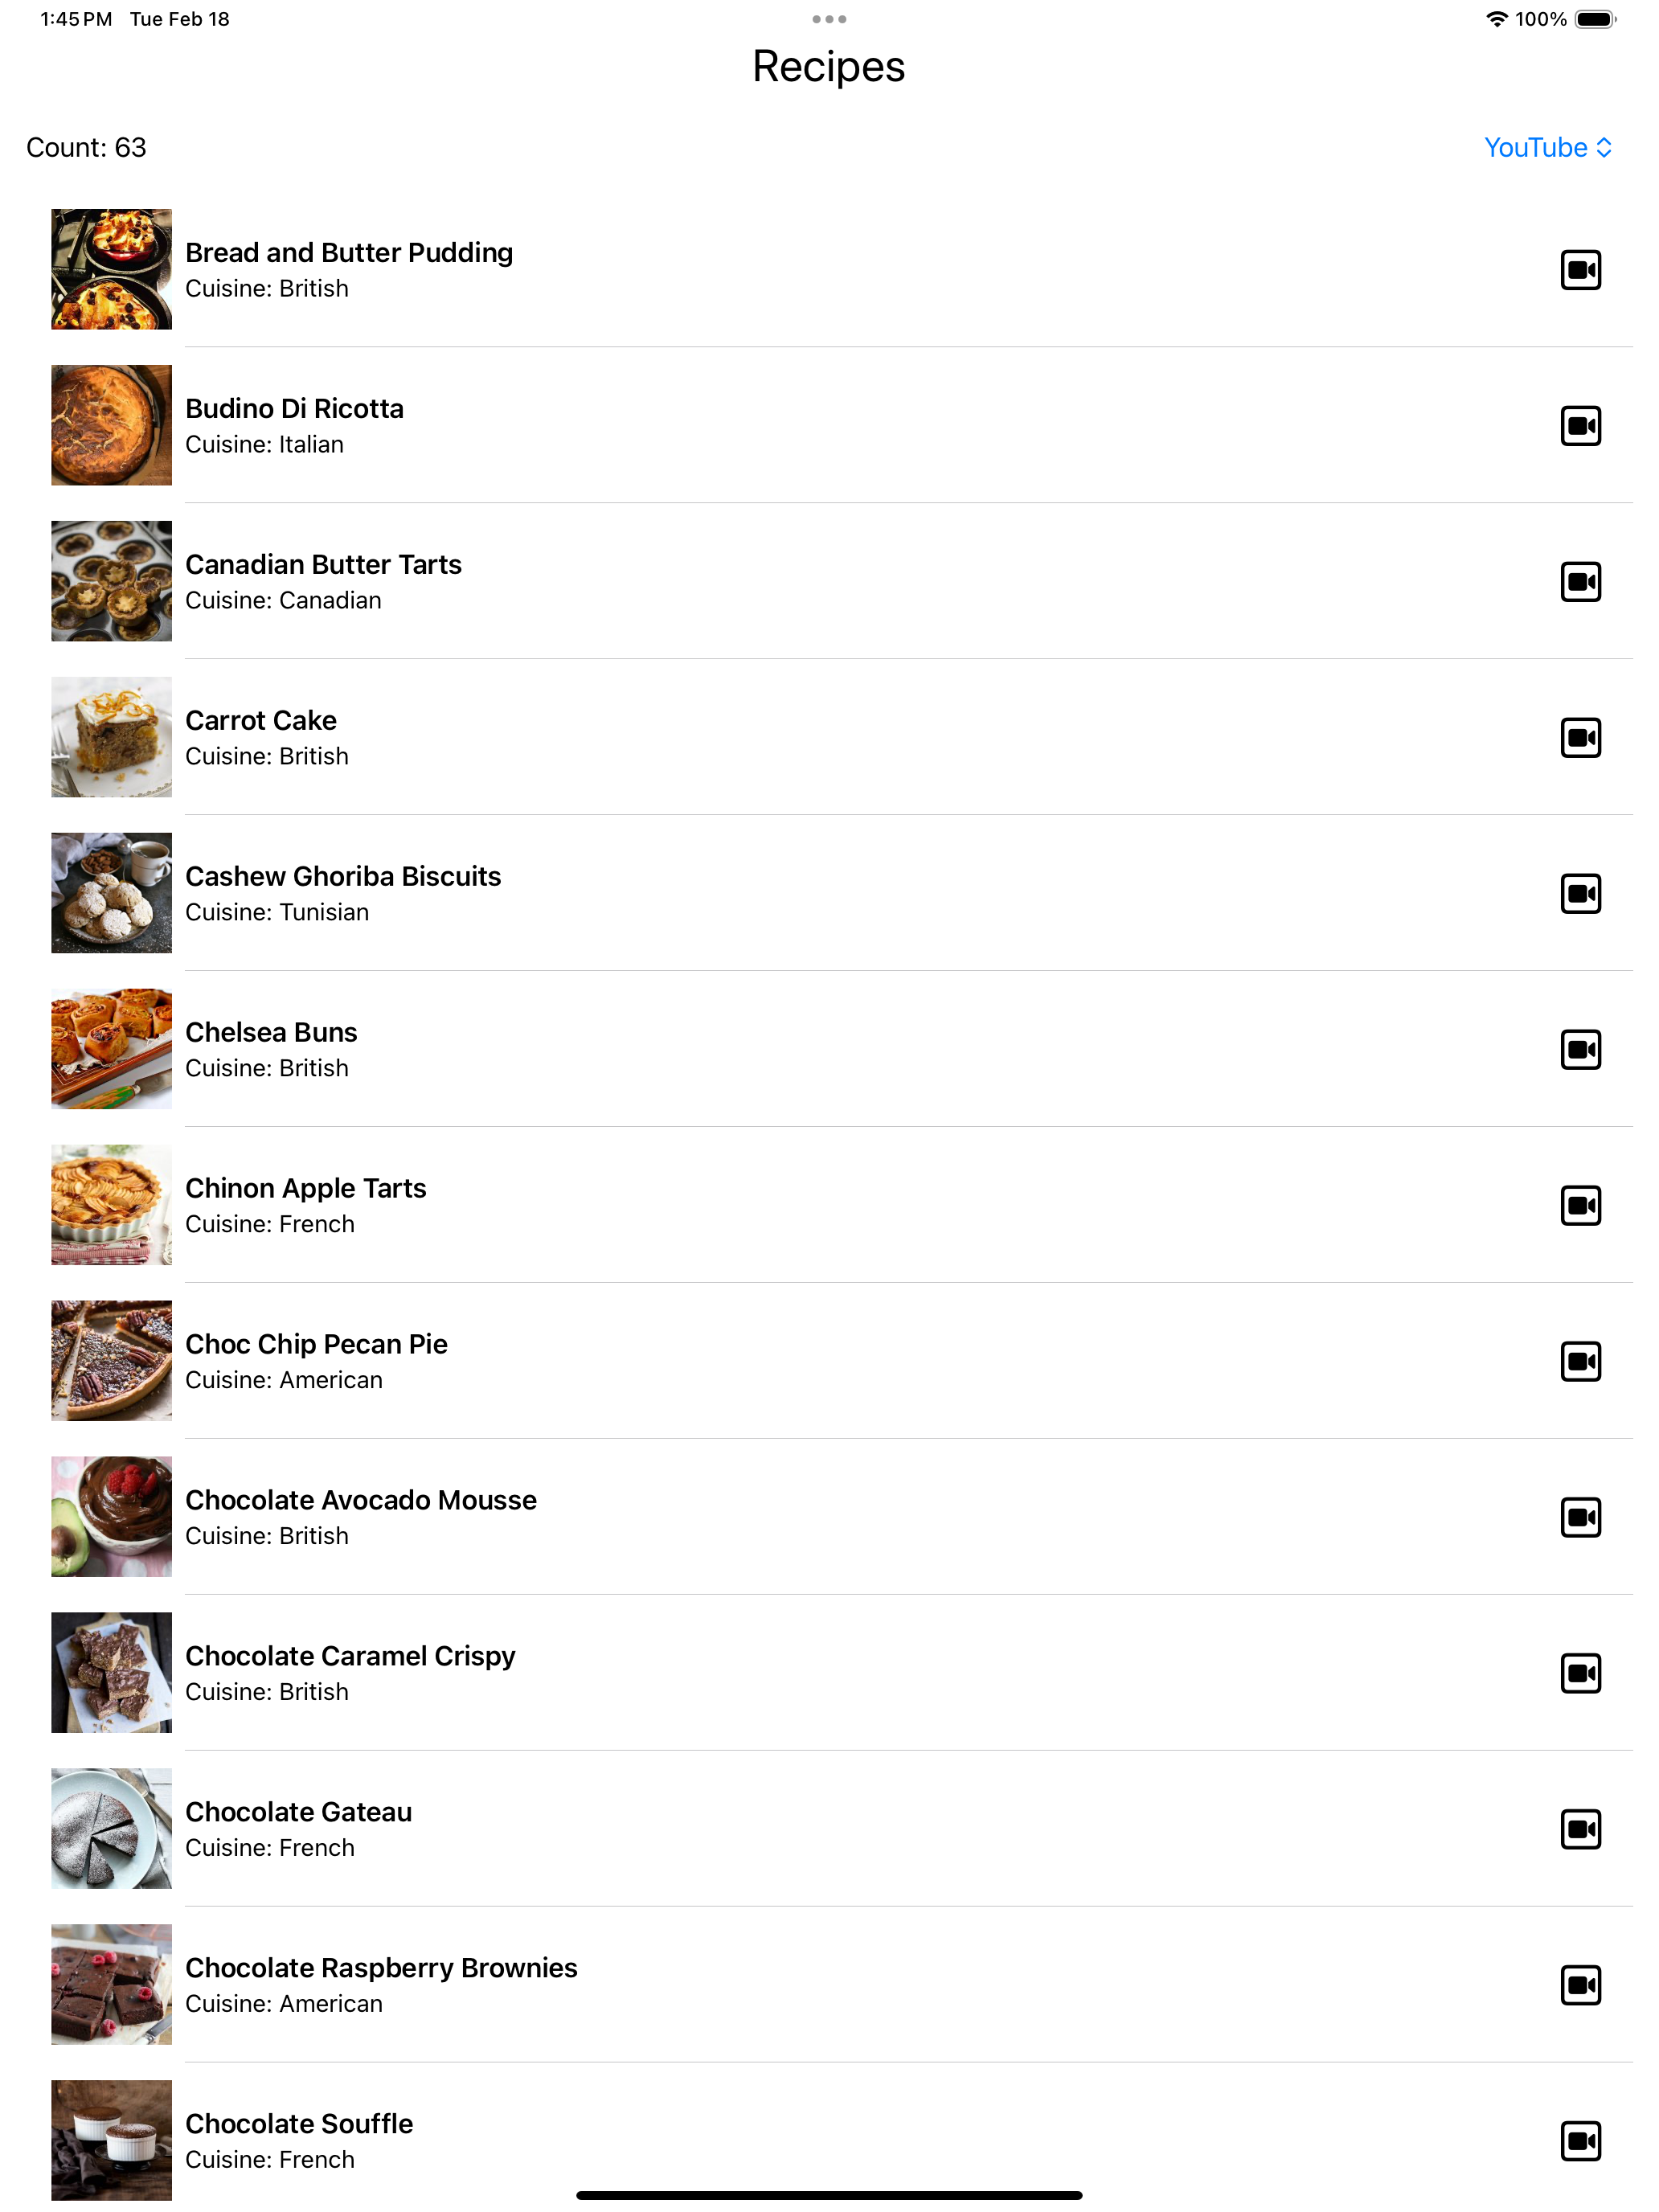 1:45 PM Tue Feb 18
100%
Recipes
Count: 63
YouTube
Bread and Butter Pudding
Cuisine: British
Budino Di Ricotta
Cuisine: Italian
Canadian Butter Tarts
Cuisine: Canadian
Carrot Cake
Cuisine: British
Cashew Ghoriba Biscuits
Cuisine: Tunisian
Chelsea Buns
Cuisine: British
Chinon Apple Tarts
Cuisine: French
Choc Chip Pecan Pie
Cuisine: American
Chocolate Avocado Mousse
Cuisine: British
Chocolate Caramel Crispy
Cuisine: British
Chocolate Gateau
Cuisine: French
Chocolate Raspberry Brownies
Cuisine: American
Chocolate Souffle
Cuisine: French